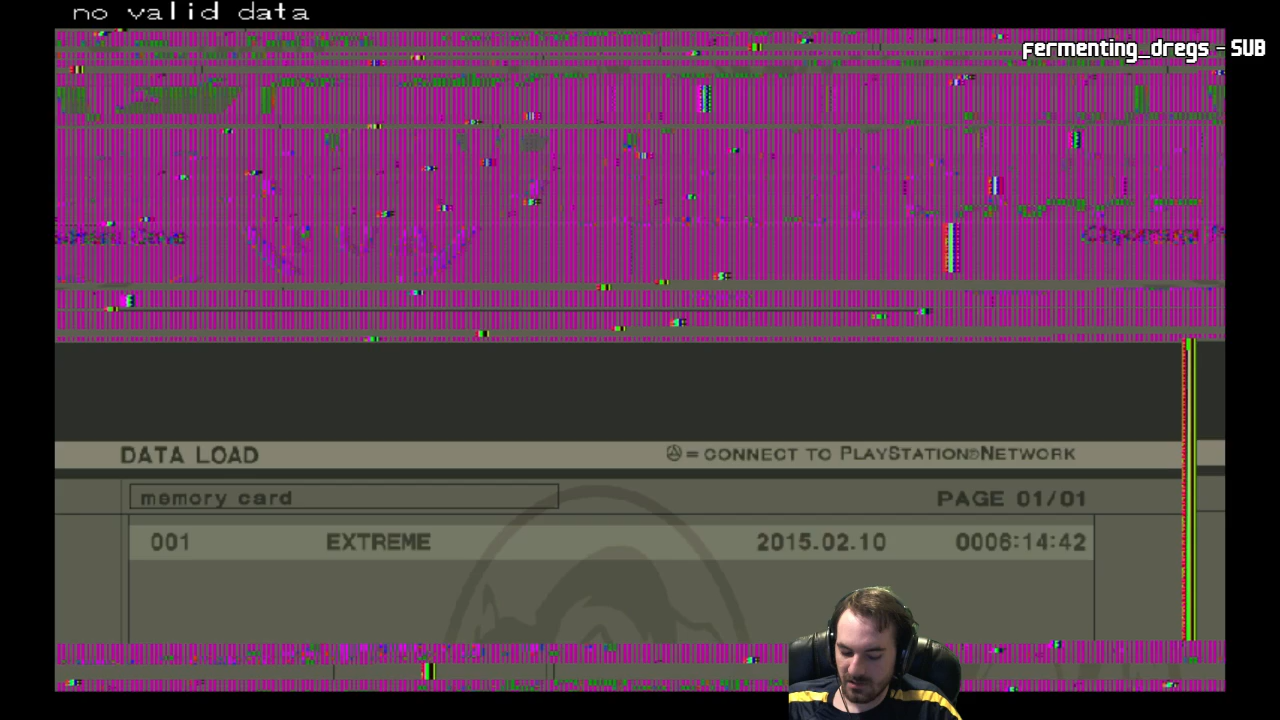 no valid data
fermenting_dregs - SUB
DATA LOAD
= CONNECT TO PLAYSTATION®NETWORK
memory card
PAGE 01/01
001 EXTREME 2015.02.10 0006:14:42